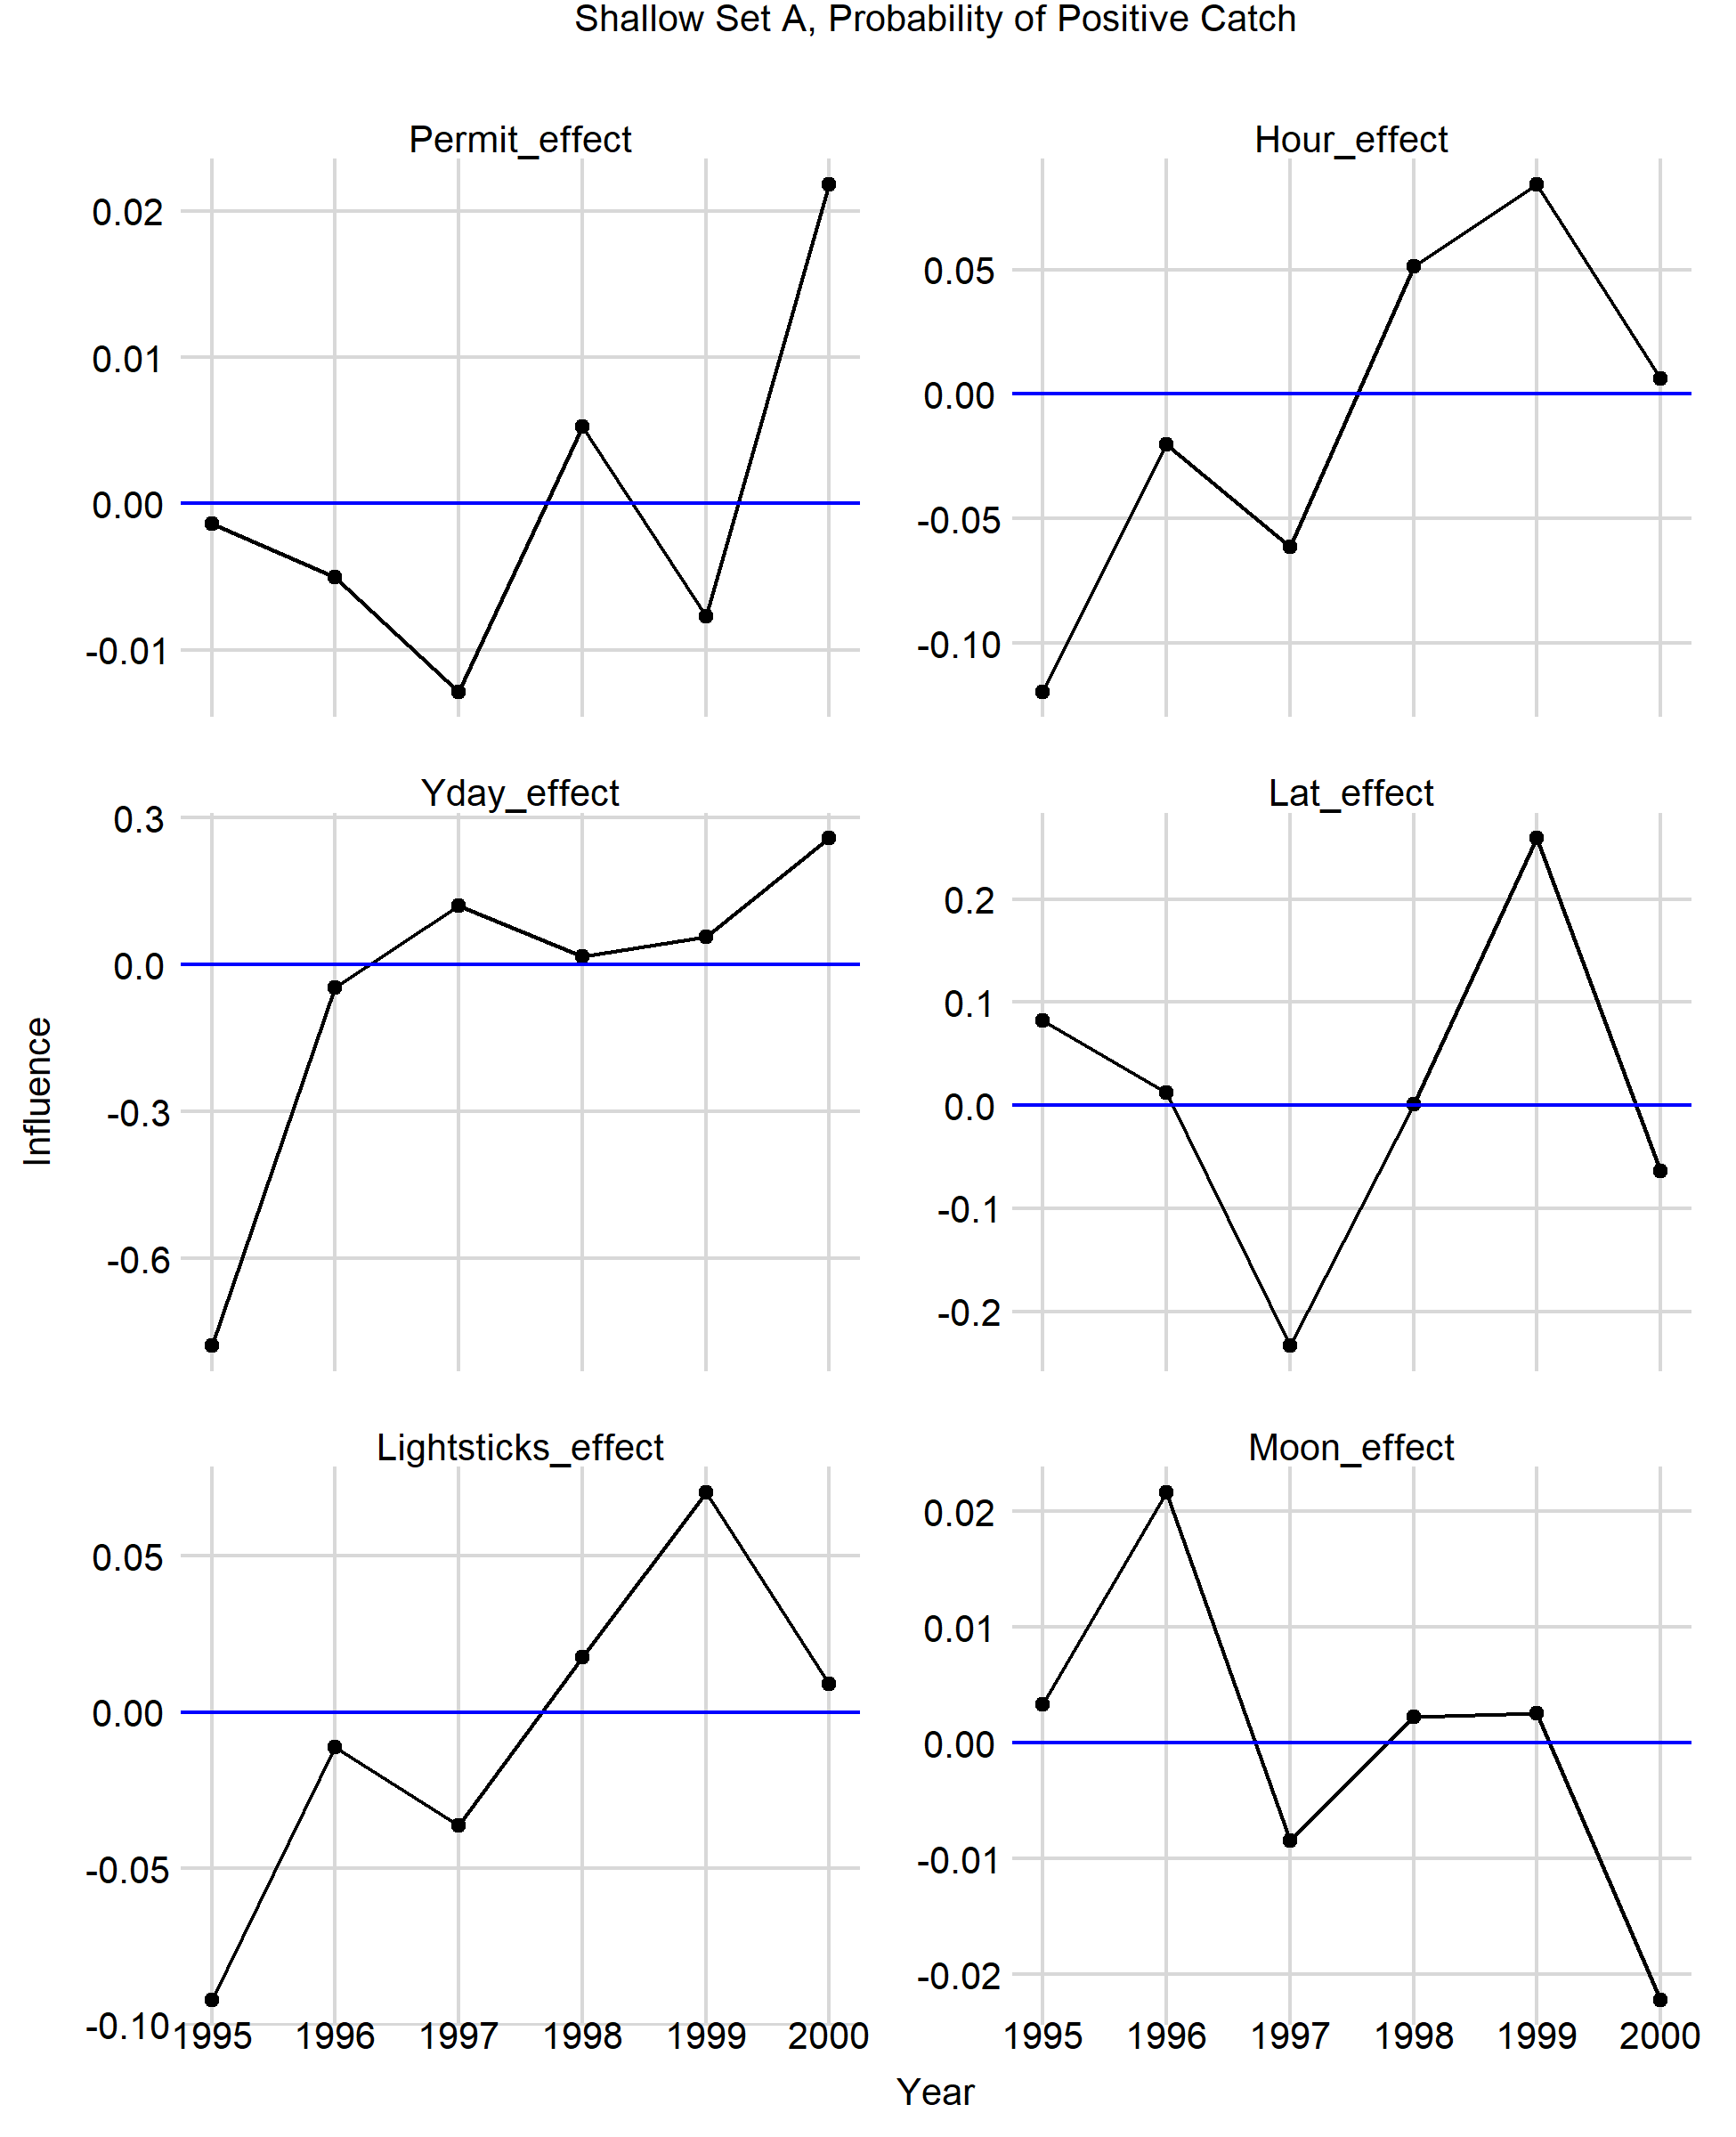 Shallow Set A, Probability of Positive Catch
Permit_effect
0.02
0.01
0.00
-0.01
Hour_effect
0.05
0.00
-0.05
-0.10
Yday_effect
0.3
0.0
-0.3
-0.6
Lat_effect
0.2
0.1
0.0
-0.1
-0.2
Influence
Lightsticks_effect
0.05
0.00
-0.05
-0.10
1995 1996 1997 1998 1999 2000
Moon_effect
0.02
0.01
0.00
-0.01
-0.02
1995 1996 1997 1998 1999 2000
Year